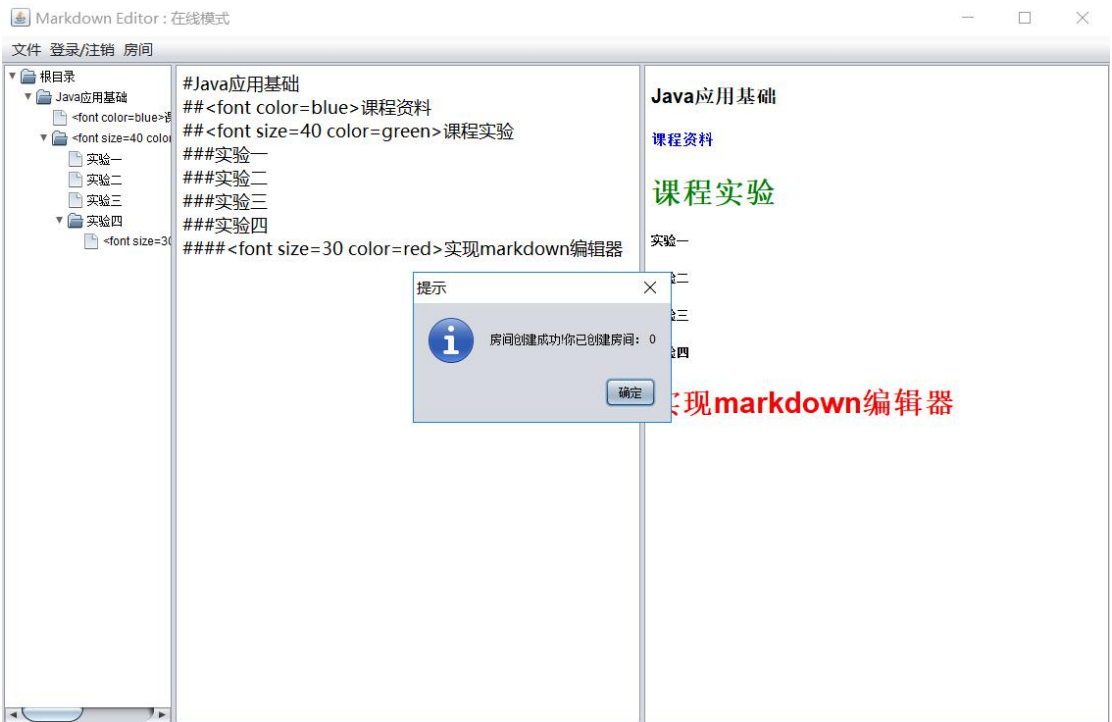 Markdown Editor : 在线模式
文件 登录/注销 房间
根目录
Java应用基础
<font color=blue>
<font size=40 colo
实验一
实验二
实验三
实验四
<font size=30
#Java应用基础
##<font color=blue>课程资料
##<font size=40 color=green>课程实验
###实验一
###实验二
###实验三
###实验四
####<font size=30 color=red>实现markdown编辑器
Java应用基础
课程资料
课程实验
实验一
二
三
四
现markdown编辑器
提示
房间创建成功!你已创建房间: 0
确定